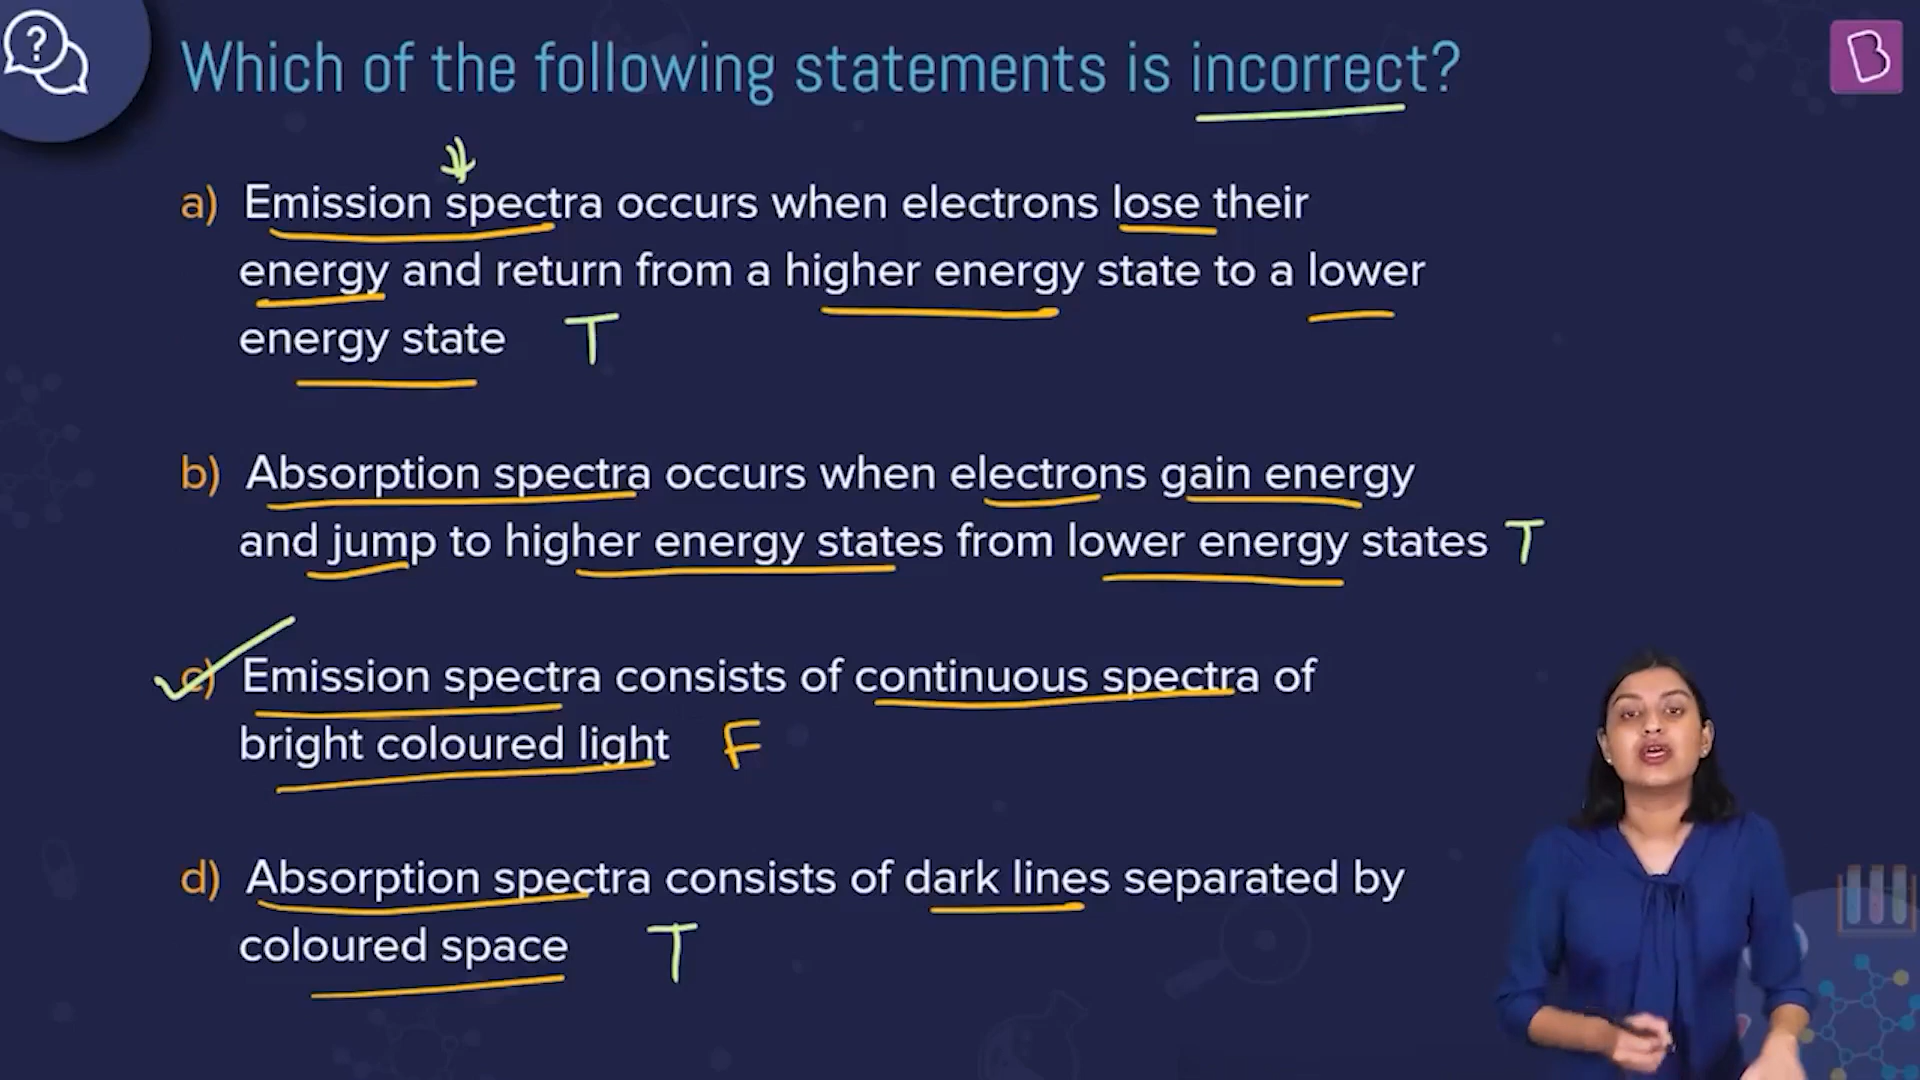 Which of the following statements is incorrect?
a) Emission spectra occurs when electrons lose their
energy and return from a higher energy state to a lower
energy state T
b) Absorption spectra occurs when electrons gain energy
and jump to higher energy states from lower energy states T
c) Emission spectra consists of continuous spectra of
bright coloured light F
d) Absorption spectra consists of dark lines separated by
coloured space T
?
B